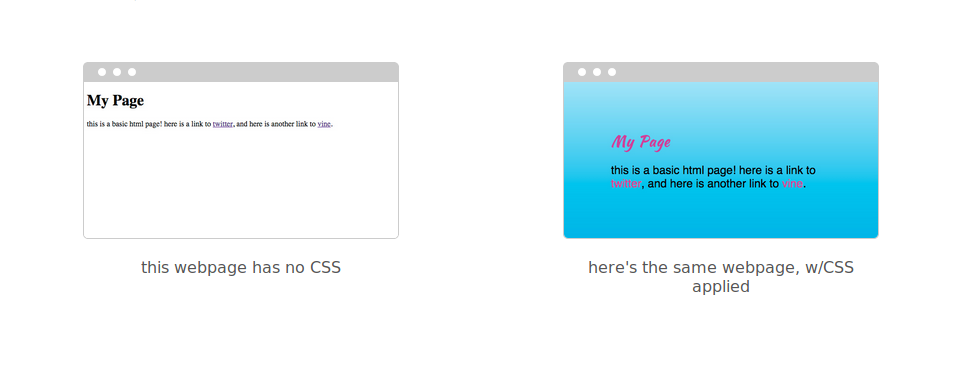 My Page
this is a basic html page! here is a link to twitter, and here is another link to vine.
this webpage has no CSS
My Page
this is a basic html page! here is a link to
twitter, and here is another link to vine.
here's the same webpage, w/CSS
applied